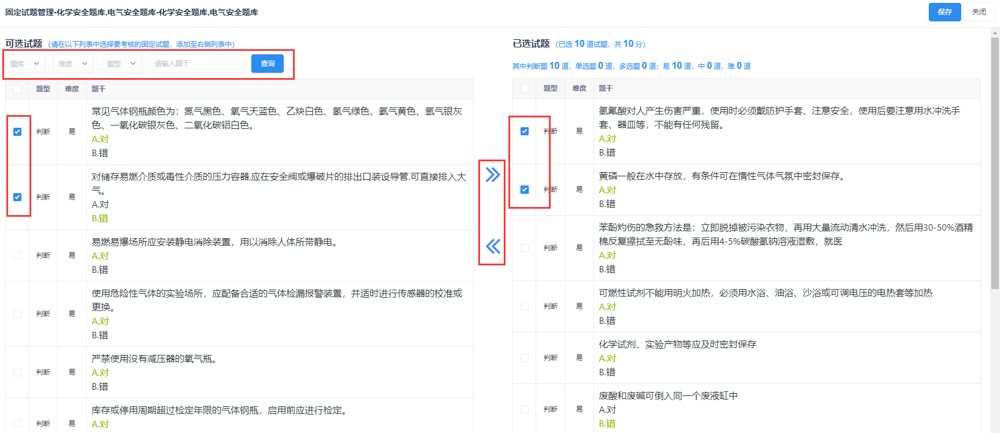 固定试题管理-化学安全题库,电气安全题库-化学安全题库,电气安全题库
保存
关闭
可选试题 (请在以下列表中选择要考核的固定试题，添加至右侧列表中)
题库
难度
题型
请输入题干
查询
题型 难度 题干
判断 易
常见气体钢瓶颜色为：氮气黑色、氧气天蓝色、乙炔白色、氢气绿色、氨气黄色、氩气银灰
色、一氧化碳银灰色、二氧化碳铝白色。
A.对
B.错
判断 易
对储存易燃介质或毒性介质的压力容器,应在安全阀或爆破片的排出口装设导管,可直接排入大
气。
A.对
B.错
判断 易
易燃易爆场所应安装静电消除装置，用以消除人体所带静电。
A.对
B.错
判断 易
使用危险性气体的实验场所，应配备合适的气体检漏报警装置，并适时进行传感器的校准或
更换。
A.对
B.错
判断 易
严禁使用没有减压器的氧气瓶。
A.对
B.错
判断 易
库存或停用周期超过检定年限的气体钢瓶，启用前应进行检定。
A.对
已选试题 (已选 10 道试题，共 10 分)
其中判断题 10 道，单选题 0 道，多选题 0 道；易 10 道，中 0 道，难 0 道
题型 难度 题干
判断 易
氢氟酸对人产生伤害严重，使用时必须戴防护手套、注意安全，使用后要注意用水冲洗手
套、器皿等，不能有任何残留。
A.对
B.错
判断 易
黄磷一般在水中存放，有条件可在惰性气体气氛中密封保存。
A.对
B.错
判断 易
苯酚灼伤的急救方法是：立即脱掉被污染衣物，再用大量流动清水冲洗，然后用30-50%酒精
棉反复擦拭至无酚味，再后用4-5%碳酸氢钠溶液湿敷，就医
A.对
B.错
判断 易
可燃性试剂不能用明火加热，必须用水浴、油浴、沙浴或可调电压的电热套等加热
A.对
B.错
判断 易
化学试剂、实验产物等应及时密封保存
A.对
B.错
判断 易
废酸和废碱可倒入同一个废液缸中
A.对
B.错